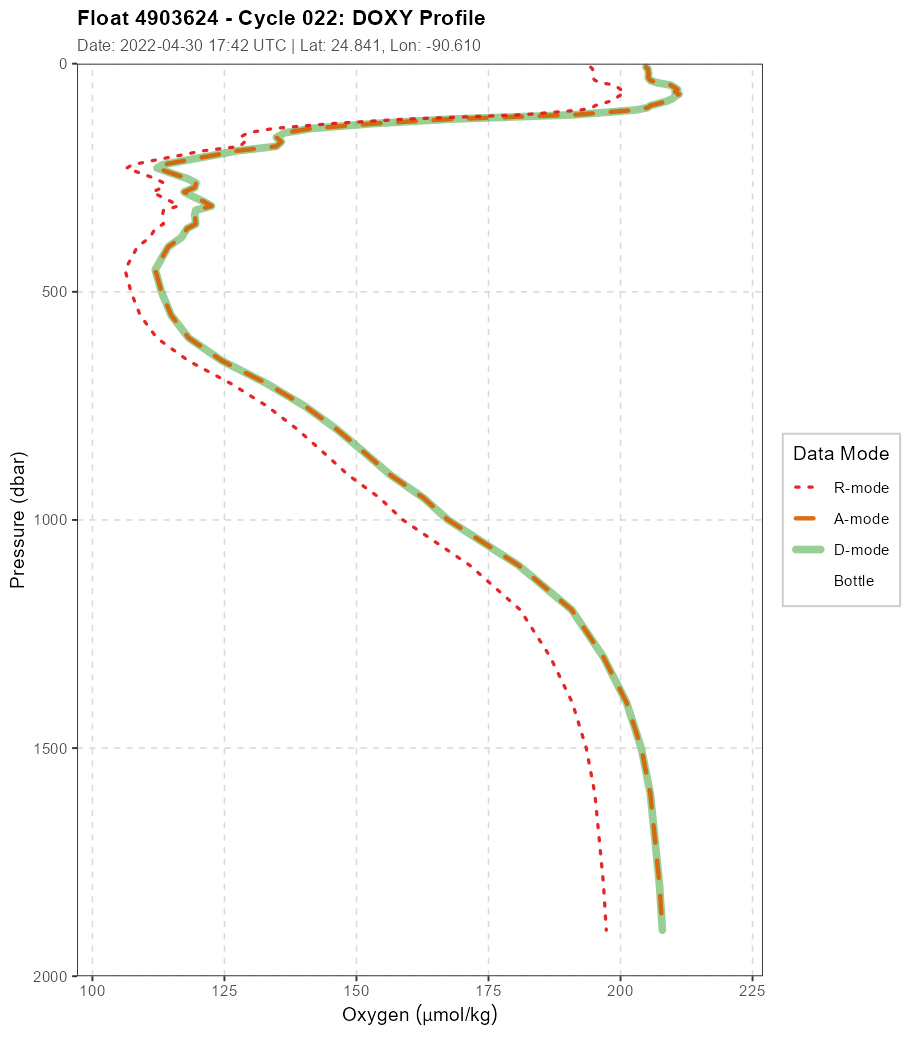 Float 4903624 - Cycle 022: DOXY Profile
Date: 2022-04-30 17:42 UTC | Lat: 24.841, Lon: -90.610
0
500
1000
1500
2000
Pressure (dbar)
100 125 150 175 200 225
Oxygen (µmol/kg)
Data Mode
R-mode
A-mode
D-mode
Bottle